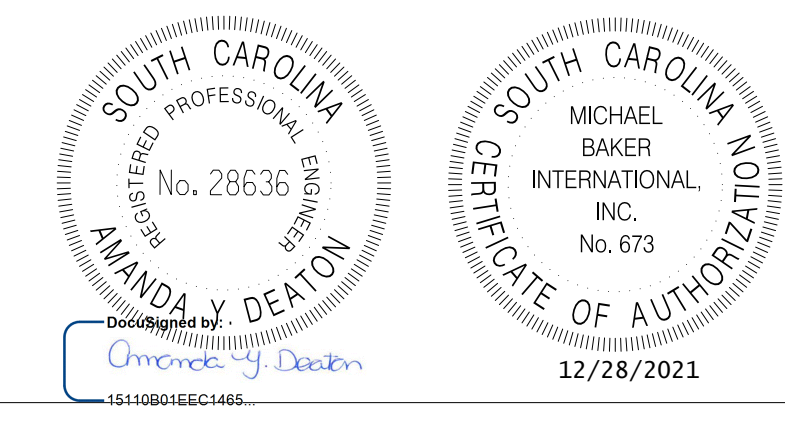 SOUTH CAROLINA
REGISTERED PROFESSIONAL ENGINEER
No. 28636
AMANDA Y. DEATON
DocuSigned by:
Amanda Y. Deaton
15110B01EEC1465...
SOUTH CAROLINA
CERTIFICATE OF AUTHORIZATION
MICHAEL
BAKER
INTERNATIONAL,
INC.
No. 673
12/28/2021